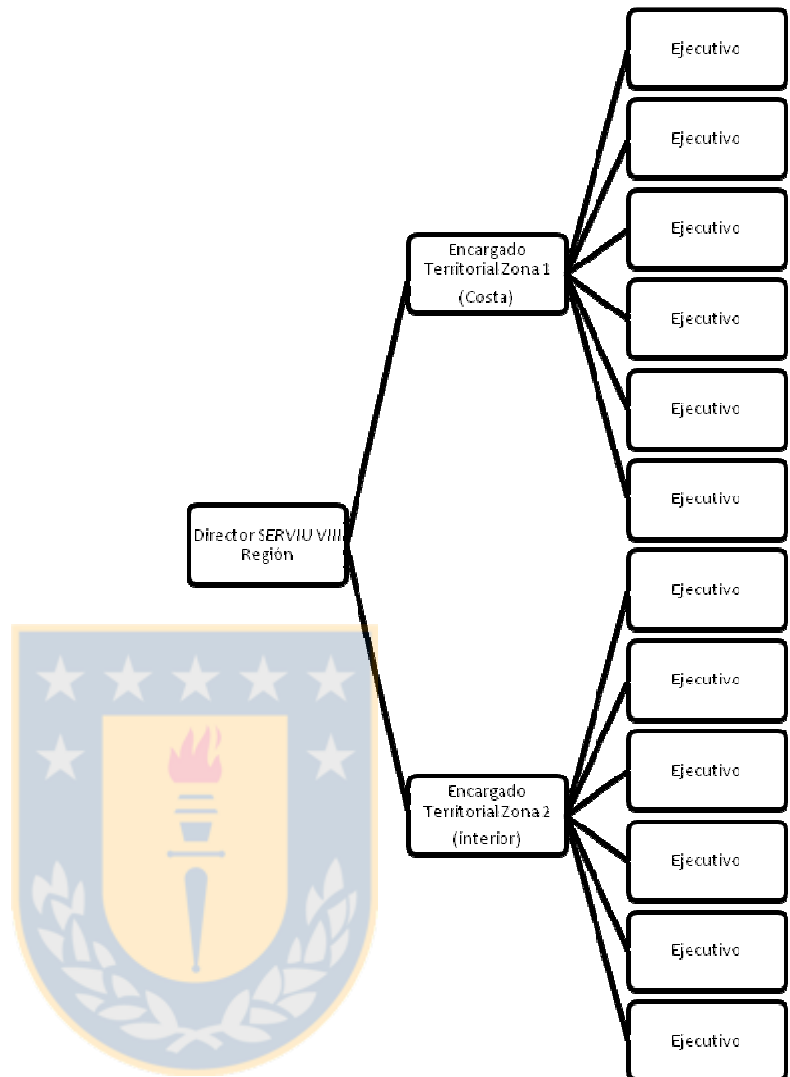 Ejecutivo
Ejecutivo
Ejecutivo
Encargado
Territorial Zona 1
(Costa)
Ejecutivo
Ejecutivo
Ejecutivo
Director SERVIU VIII
Región
Ejecutivo
Ejecutivo
Ejecutivo
Encargado
Territorial Zona 2
(interior)
Ejecutivo
Ejecutivo
Ejecutivo